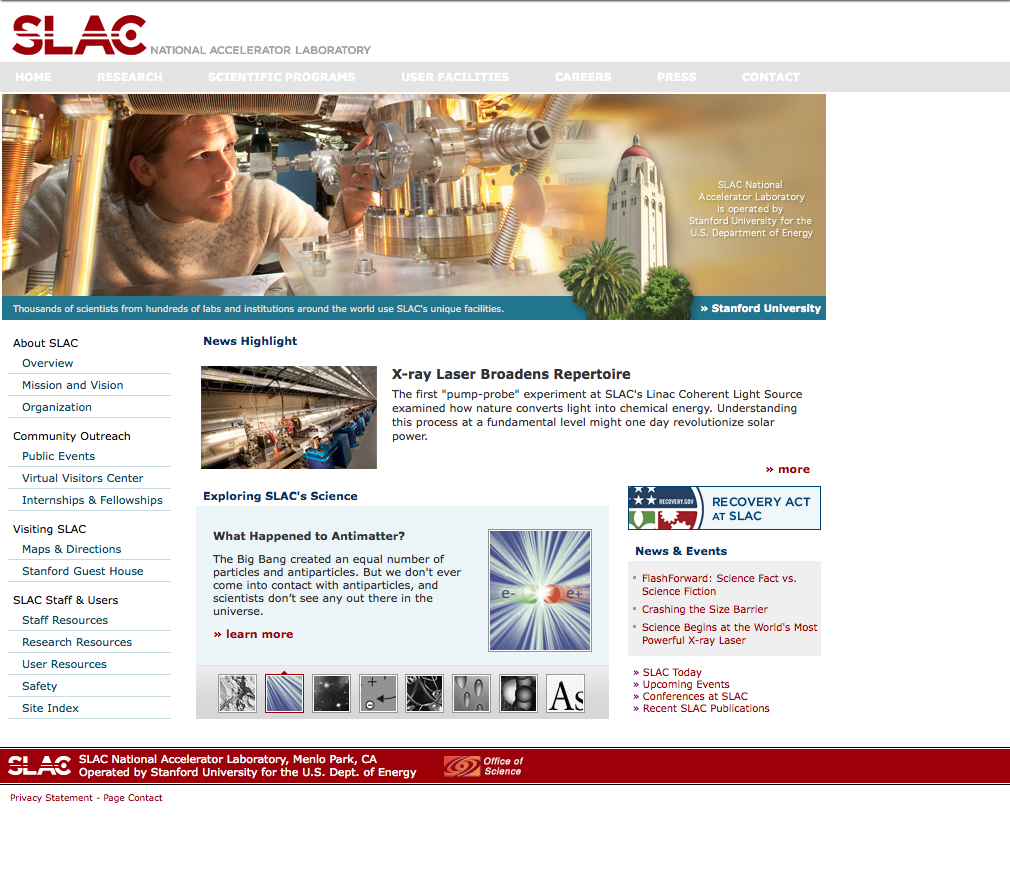 SLAC NATIONAL ACCELERATOR LABORATORY
HOME RESEARCH SCIENTIFIC PROGRAMS USER FACILITIES CAREERS PRESS CONTACT
SLAC National
Accelerator Laboratory
is operated by
Stanford University for the
U.S. Department of Energy
Thousands of scientists from hundreds of labs and institutions around the world use SLAC's unique facilities.
» Stanford University
About SLAC
Overview
Mission and Vision
Organization
Community Outreach
Public Events
Virtual Visitors Center
Internships & Fellowships
Visiting SLAC
Maps & Directions
Stanford Guest House
SLAC Staff & Users
Staff Resources
Research Resources
User Resources
Safety
Site Index
News Highlight
X-ray Laser Broadens Repertoire
The first "pump-probe" experiment at SLAC's Linac Coherent Light Source
examined how nature converts light into chemical energy. Understanding
this process at a fundamental level might one day revolutionize solar
power.
» more
Exploring SLAC's Science
What Happened to Antimatter?
The Big Bang created an equal number of
particles and antiparticles. But we don't ever
come into contact with antiparticles, and
scientists don’t see any out there in the
universe.
» learn more
e- e+
As
RECOVERY.GOV
RECOVERY ACT
AT SLAC
News & Events
FlashForward: Science Fact vs.
Science Fiction
Crashing the Size Barrier
Science Begins at the World's Most
Powerful X-ray Laser
» SLAC Today
» Upcoming Events
» Conferences at SLAC
» Recent SLAC Publications
SLAC
SLAC National Accelerator Laboratory, Menlo Park, CA
Operated by Stanford University for the U.S. Dept. of Energy
Office of
Science
Privacy Statement - Page Contact